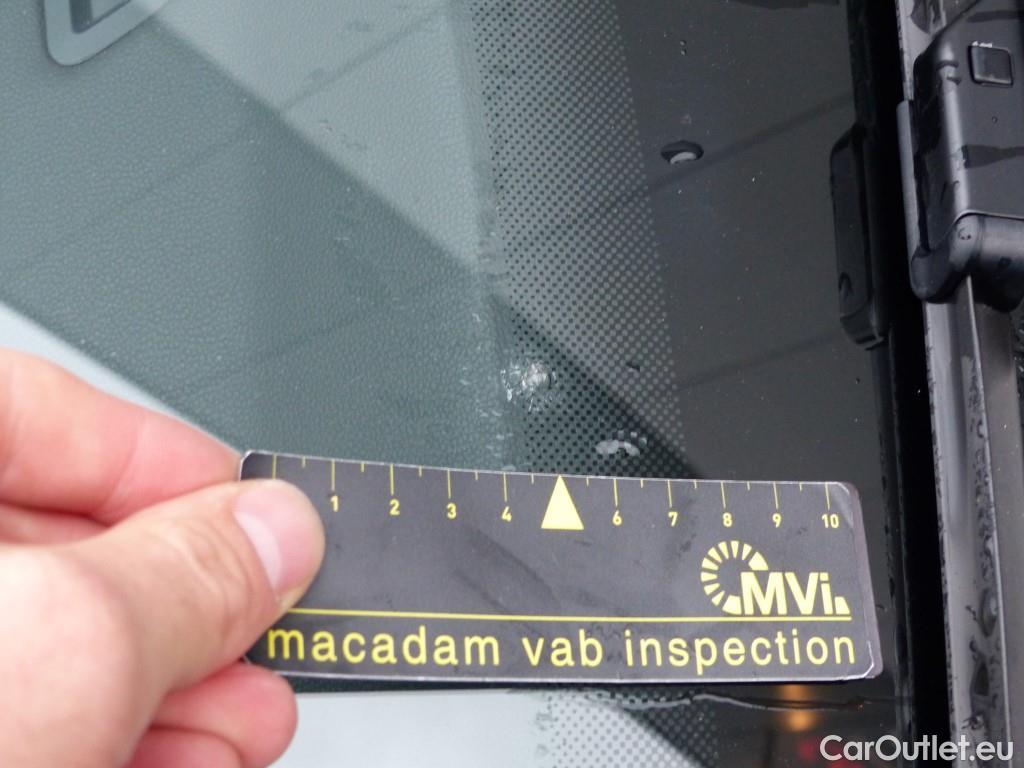 1 2 3 4 6 7 8 9 10
MVi
macadam vab inspection
CarOutlet.eu